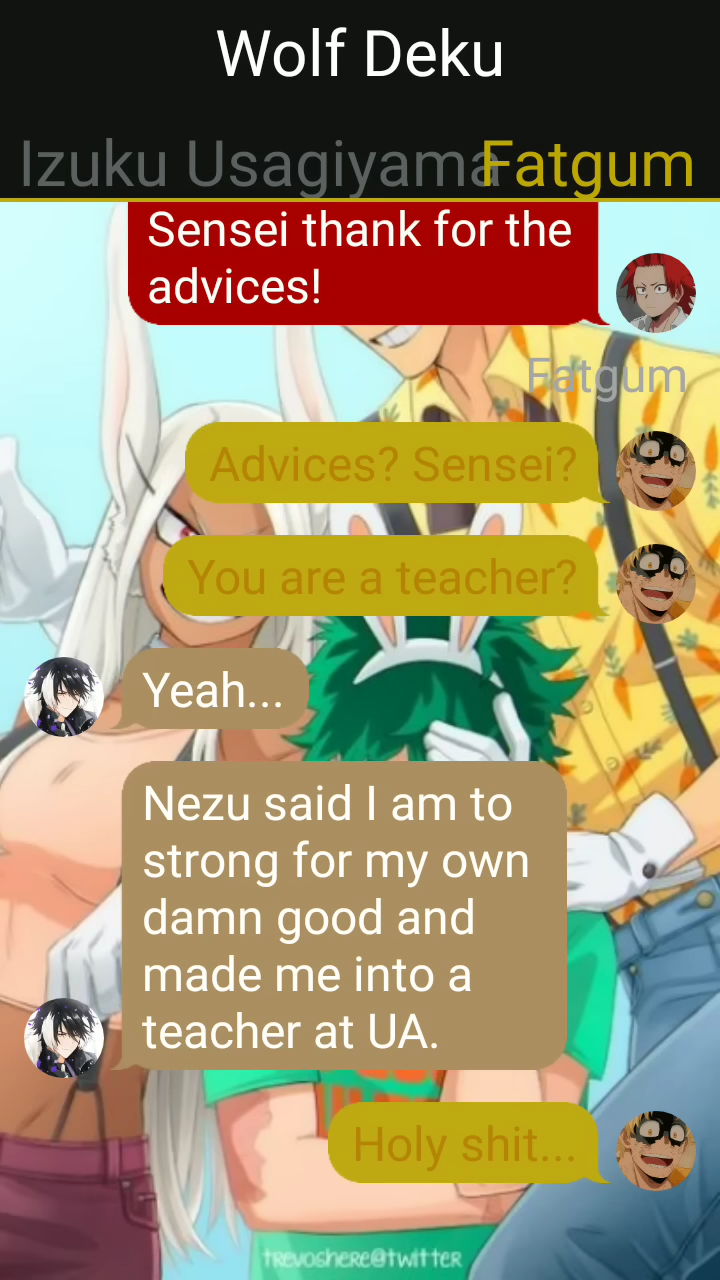 Wolf Deku
Izuku Usagiyama Fatgum
Sensei thank for the
advices!
Fatgum
Advices? Sensei?
You are a teacher?
Yeah...
Nezu said I am to
strong for my own
damn good and
made me into a
teacher at UA.
Holy shit...
trevoshere@twitter